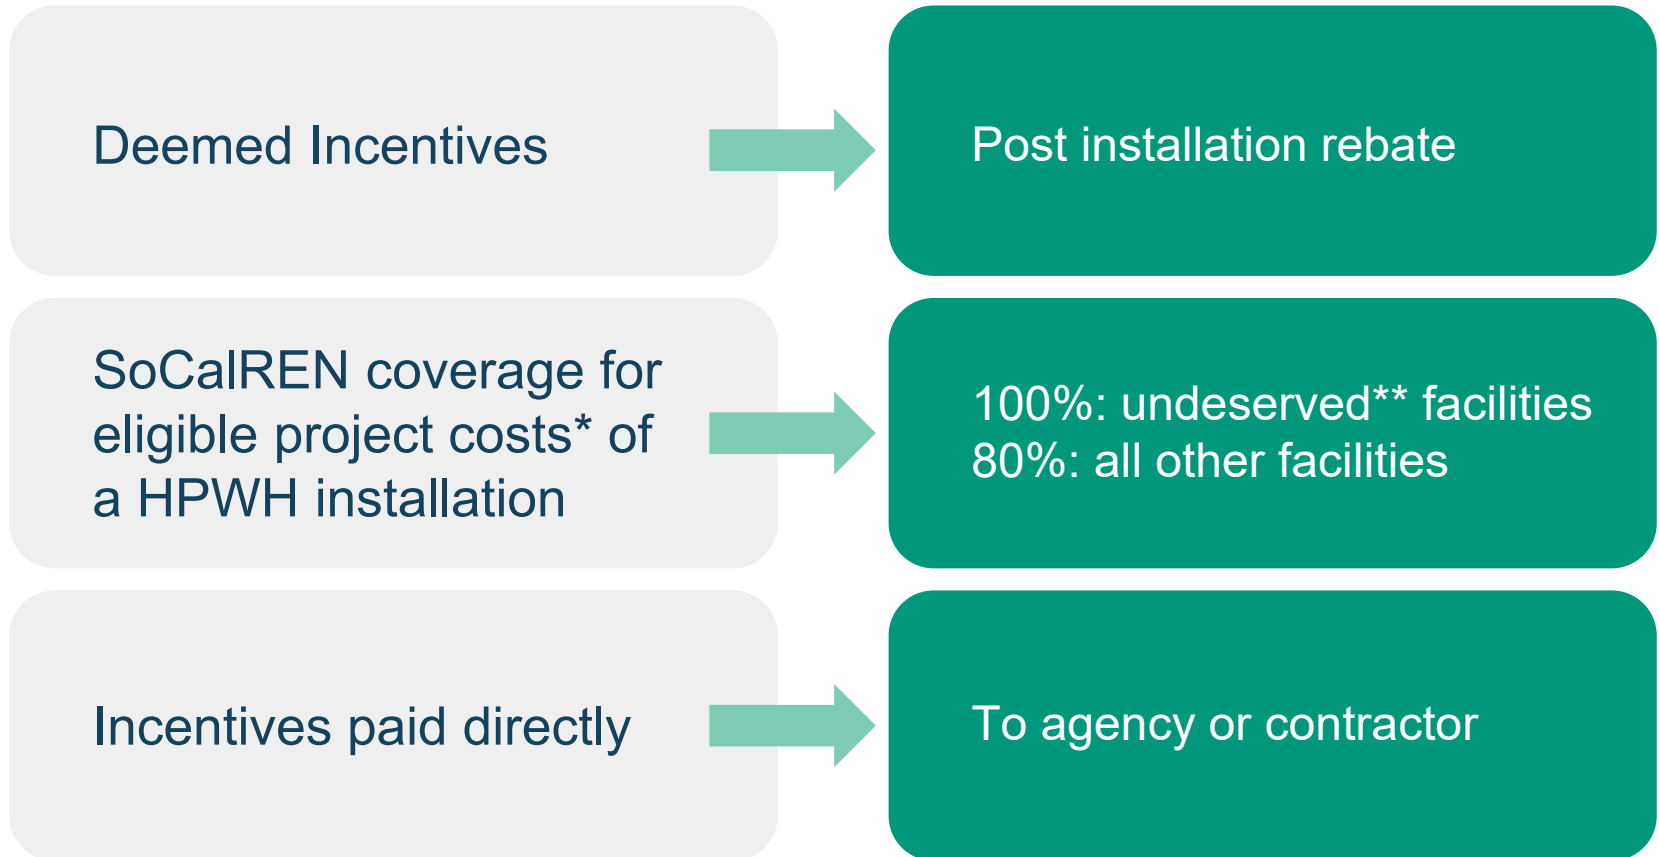 Deemed Incentives
Post installation rebate
SoCalREN coverage for
eligible project costs* of
a HPWH installation
100%: undeserved** facilities
80%: all other facilities
Incentives paid directly
To agency or contractor